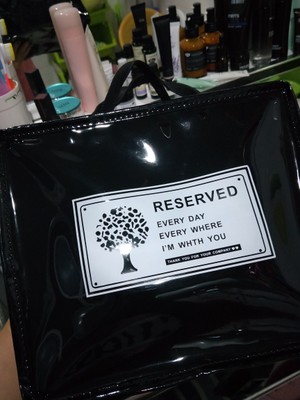 RESERVED
EVERY DAY
EVERY WHERE
I'M WHTH YOU
THANK YOU FOR YOUR COMPANY